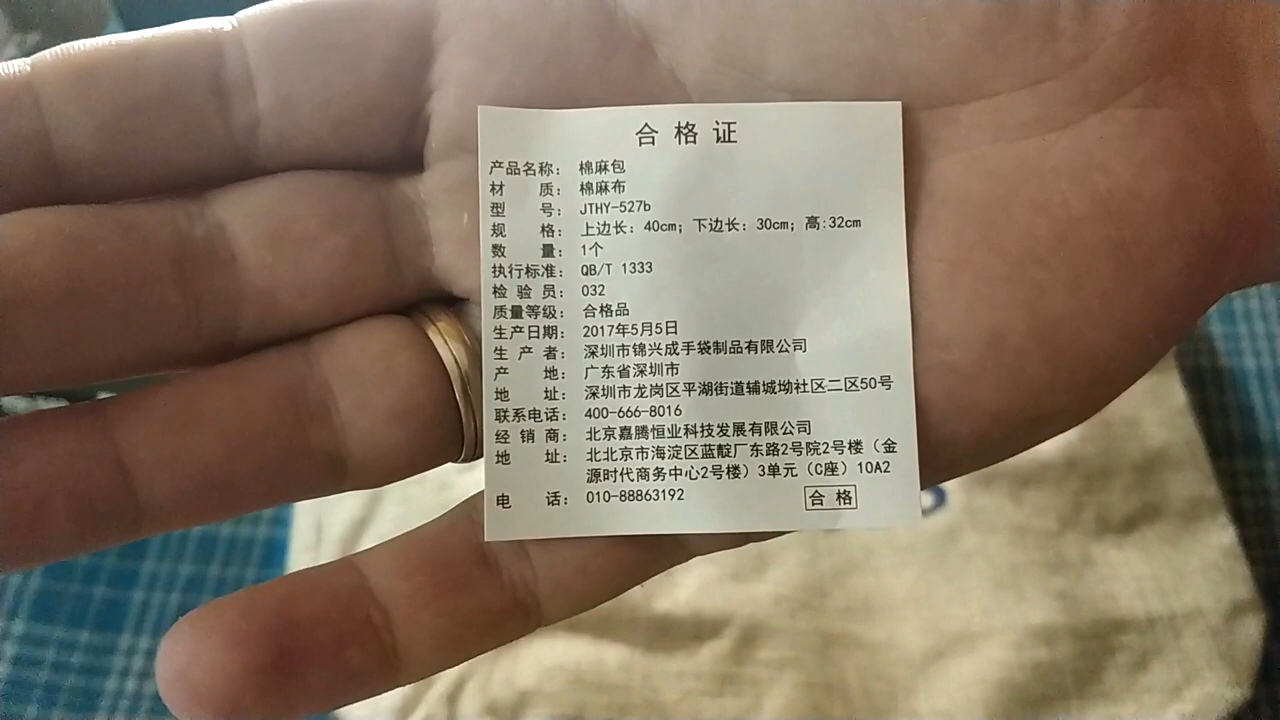 合格证
产品名称：棉麻包
材质：棉麻布
型号：JTHY-527b
规格：上边长：40cm；下边长：30cm；高:32cm
数量：1个
执行标准：QB/T 1333
检验员：032
质量等级：合格品
生产日期：2017年5月5日
生产者：深圳市锦兴成手袋制品有限公司
产地：广东省深圳市
地址：深圳市龙岗区平湖街道辅城坳社区二区50号
联系电话：400-666-8016
经销商：北京嘉腾恒业科技发展有限公司
地址：北北京市海淀区蓝靛厂东路2号院2号楼（金
源时代商务中心2号楼）3单元（C座）10A2
电话：010-88863192
合格